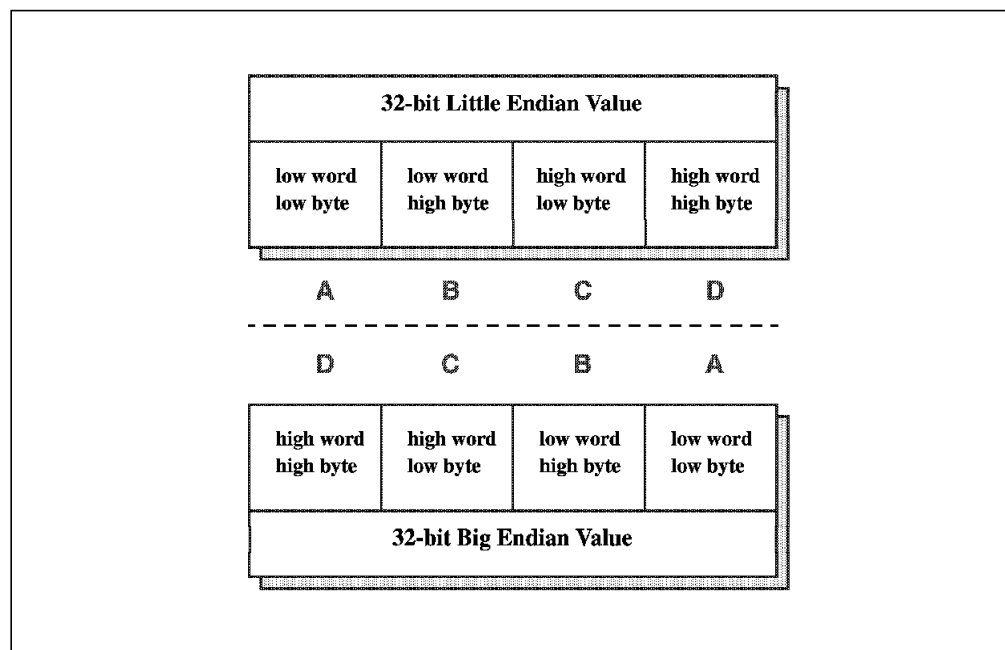 32-bit Little Endian Value
low word low word high word high word
low byte high byte low byte high byte
A B C D
D C B A
high word high word low word low word
high byte low byte high byte low byte
32-bit Big Endian Value